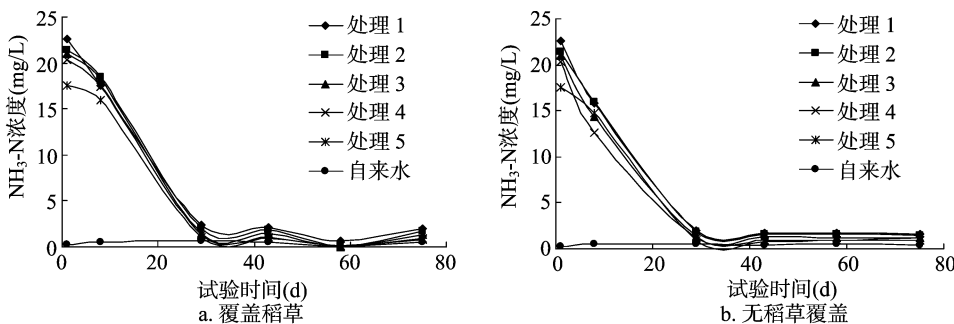 NH₃-N浓度(mg/L)
25
20
15
10
5
0
0
20
40
60
80
处理 1
处理 2
处理 3
处理 4
处理 5
自来水
试验时间(d)
a. 覆盖稻草
NH₃-N浓度(mg/L)
25
20
15
10
5
0
0
20
40
60
80
处理 1
处理 2
处理 3
处理 4
处理 5
自来水
试验时间(d)
b. 无稻草覆盖